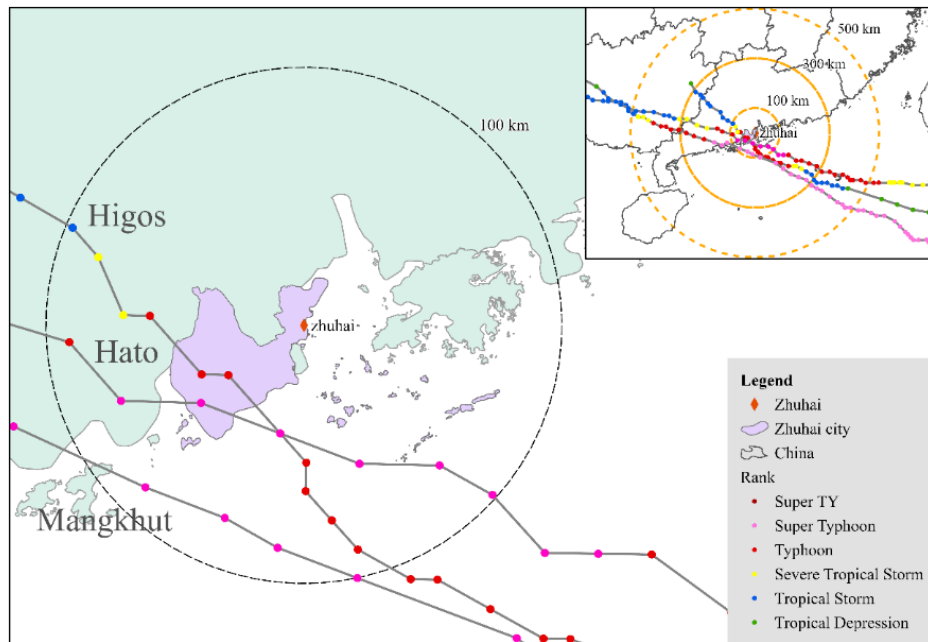 500 km
300 km
100 km
Zhuhai
100 km
Higos
zhuhai
Hato
Mangkhut
Legend
Zhuhai
Zhuhai city
China
Rank
Super TY
Super Typhoon
Typhoon
Severe Tropical Storm
Tropical Storm
Tropical Depression